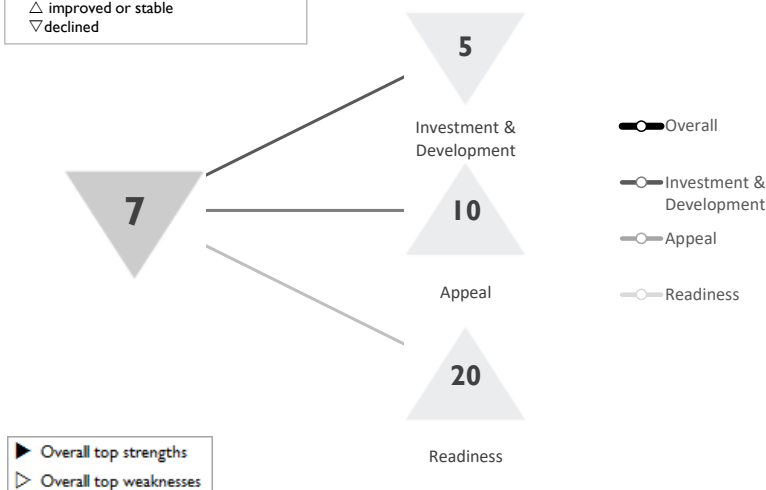 △ improved or stable
▽ declined
5
Investment &
Development
7
10
Appeal
20
Readiness
Overall
Investment &
Development
Appeal
Readiness
▶ Overall top strengths
▷ Overall top weaknesses